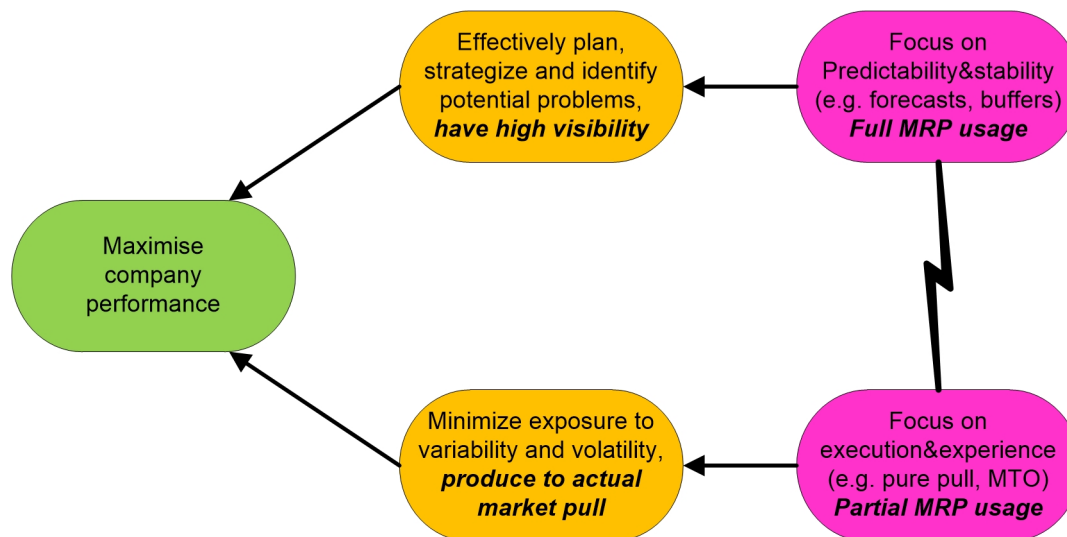 Effectively plan,
strategize and identify
potential problems,
have high visibility
Focus on
Predictability&stability
(e.g. forecasts, buffers)
Full MRP usage
Maximise
company
performance
Minimize exposure to
variability and volatility,
produce to actual
market pull
Focus on
execution&experience
(e.g. pure pull, MTO)
Partial MRP usage